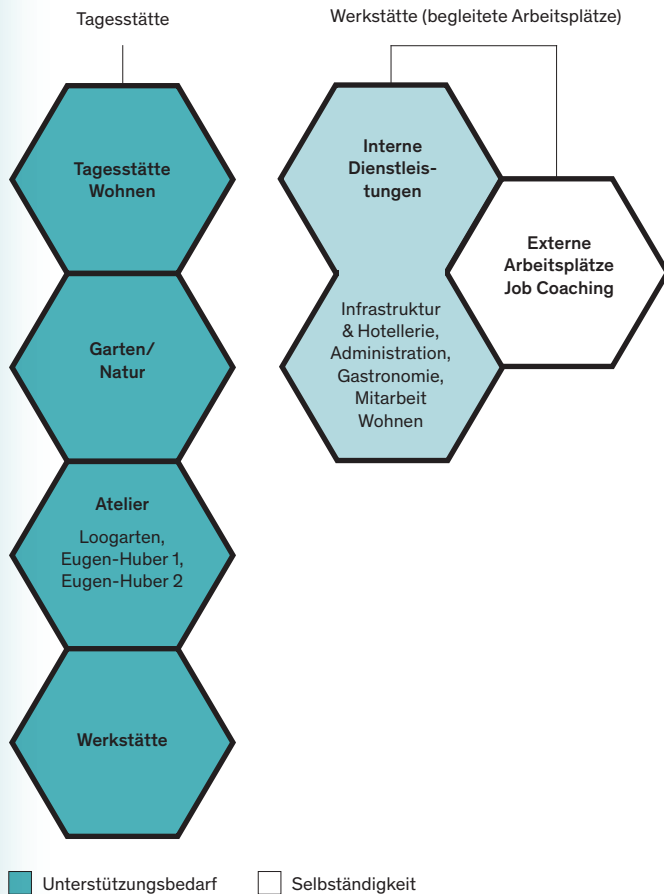 Tagesstätte
Werkstätte (begleitete Arbeitsplätze)
Tagesstätte
Wohnen
Garten/
Natur
Atelier
Loogarten,
Eugen-Huber 1,
Eugen-Huber 2
Werkstätte
Interne
Dienstleis-
tungen
Infrastruktur
& Hotellerie,
Administration,
Gastronomie,
Mitarbeit
Wohnen
Externe
Arbeitsplätze
Job Coaching
Unterstützungsbedarf
Selbständigkeit